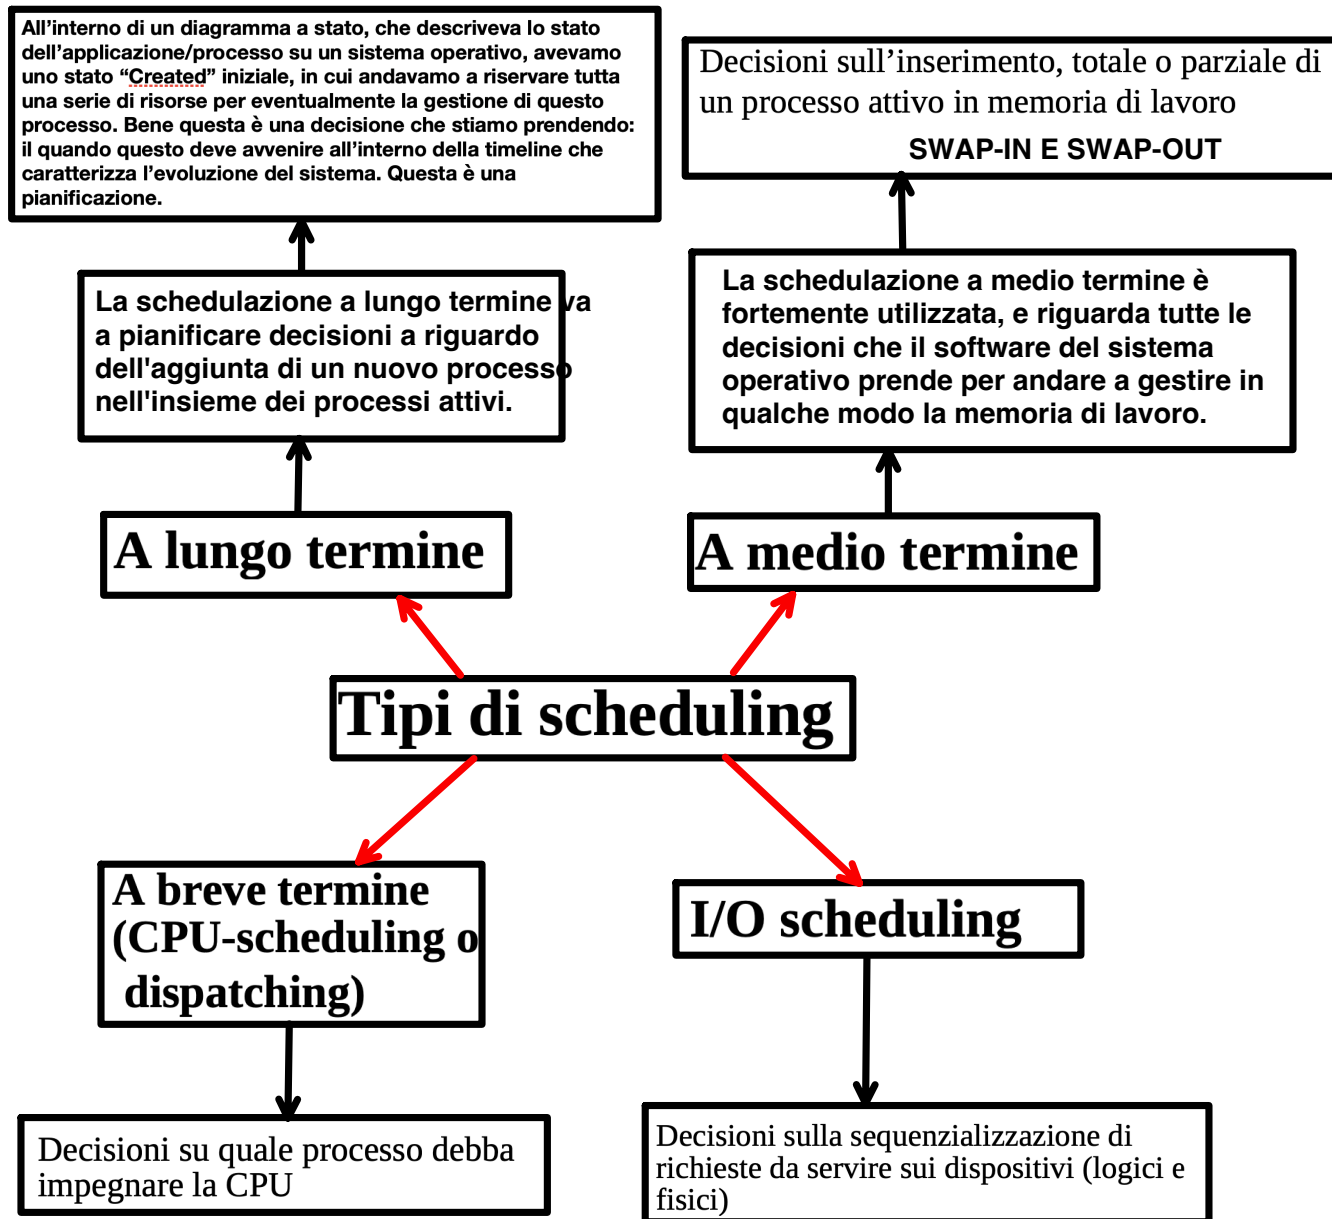 All’interno di un diagramma a stato, che descriveva lo stato
dell’applicazione/processo su un sistema operativo, avevamo
uno stato “Created” iniziale, in cui andavamo a riservare tutta
una serie di risorse per eventualmente la gestione di questo
processo. Bene questa è una decisione che stiamo prendendo:
il quando questo deve avvenire all’interno della timeline che
caratterizza l’evoluzione del sistema. Questa è una
pianificazione.
Decisioni sull’inserimento, totale o parziale di
un processo attivo in memoria di lavoro
SWAP-IN E SWAP-OUT
La schedulazione a lungo termine va
a pianificare decisioni a riguardo
dell'aggiunta di un nuovo processo
nell'insieme dei processi attivi.
La schedulazione a medio termine è
fortemente utilizzata, e riguarda tutte le
decisioni che il software del sistema
operativo prende per andare a gestire in
qualche modo la memoria di lavoro.
A lungo termine
A medio termine
Tipi di scheduling
A breve termine
(CPU-scheduling o
dispatching)
I/O scheduling
Decisioni su quale processo debba
impegnare la CPU
Decisioni sulla sequenzializzazione di
richieste da servire sui dispositivi (logici e
fisici)